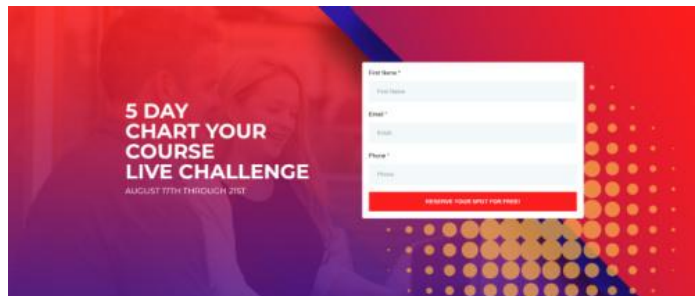 5 DAY
CHART YOUR
COURSE
LIVE CHALLENGE
AUGUST 17TH THROUGH 21ST
First Name *
First Name
Email *
Email
Phone *
Phone
RESERVE YOUR SPOT FOR FREE!